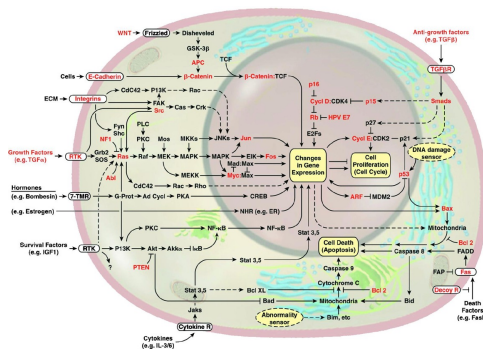 WNT Frizzled Disheveled
GSK-3β
APC
TCF
Cells E-Cadherin β-Catenin β-Catenin:TCF
Anti-growth factors
(e.g. TGFβ)
TGFβR
CdC42 P13K Rac
ECM Integrins
FAK
Src Cas Crk
Fyn
Shc
PLC
NF1 PKC Mos MKKs JNKs Jun
p16
Cycl D:CDK4 p15 Smads
Rb HPV E7
E2Fs
p27
Cycl E:CDK2 p21
Growth Factors
(e.g. TGFα)
RTK Grb2
SOS
Ras Raf MEK MAPK MAPK ElK Fos
Abl
MEKK
Mad:Max
Myc:Max
Changes
in Gene
Expression
Cell
Proliferation
(Cell Cycle)
DNA damage
sensor
p53
CdC42 Rac Rho
Hormones
(e.g. Bombesin) 7-TMR G-Prot Ad Cycl PKA CREB
ARF MDM2
(e.g. Estrogen) NHR (e.g. ER)
Bax
PKC NF-κB NF-κB
Mitochondria
Stat 3,5
Survival Factors
(e.g. IGF1)
RTK P13K Akt Akkα IκB
Cell Death
(Apoptosis)
Bcl 2
Caspase 8 FADD
?
PTEN
Stat 3,5
Caspase 9
FAP Fas
Cytochrome C
Stat 3,5 Bcl XL Bcl 2
Decoy R
Bad Mitochondria Bid
Death
Factors
(e.g. Fasl
Jaks
Abnormality
sensor
Bim, etc
Cytokine R
Cytokines
(e.g. IL-3/6)